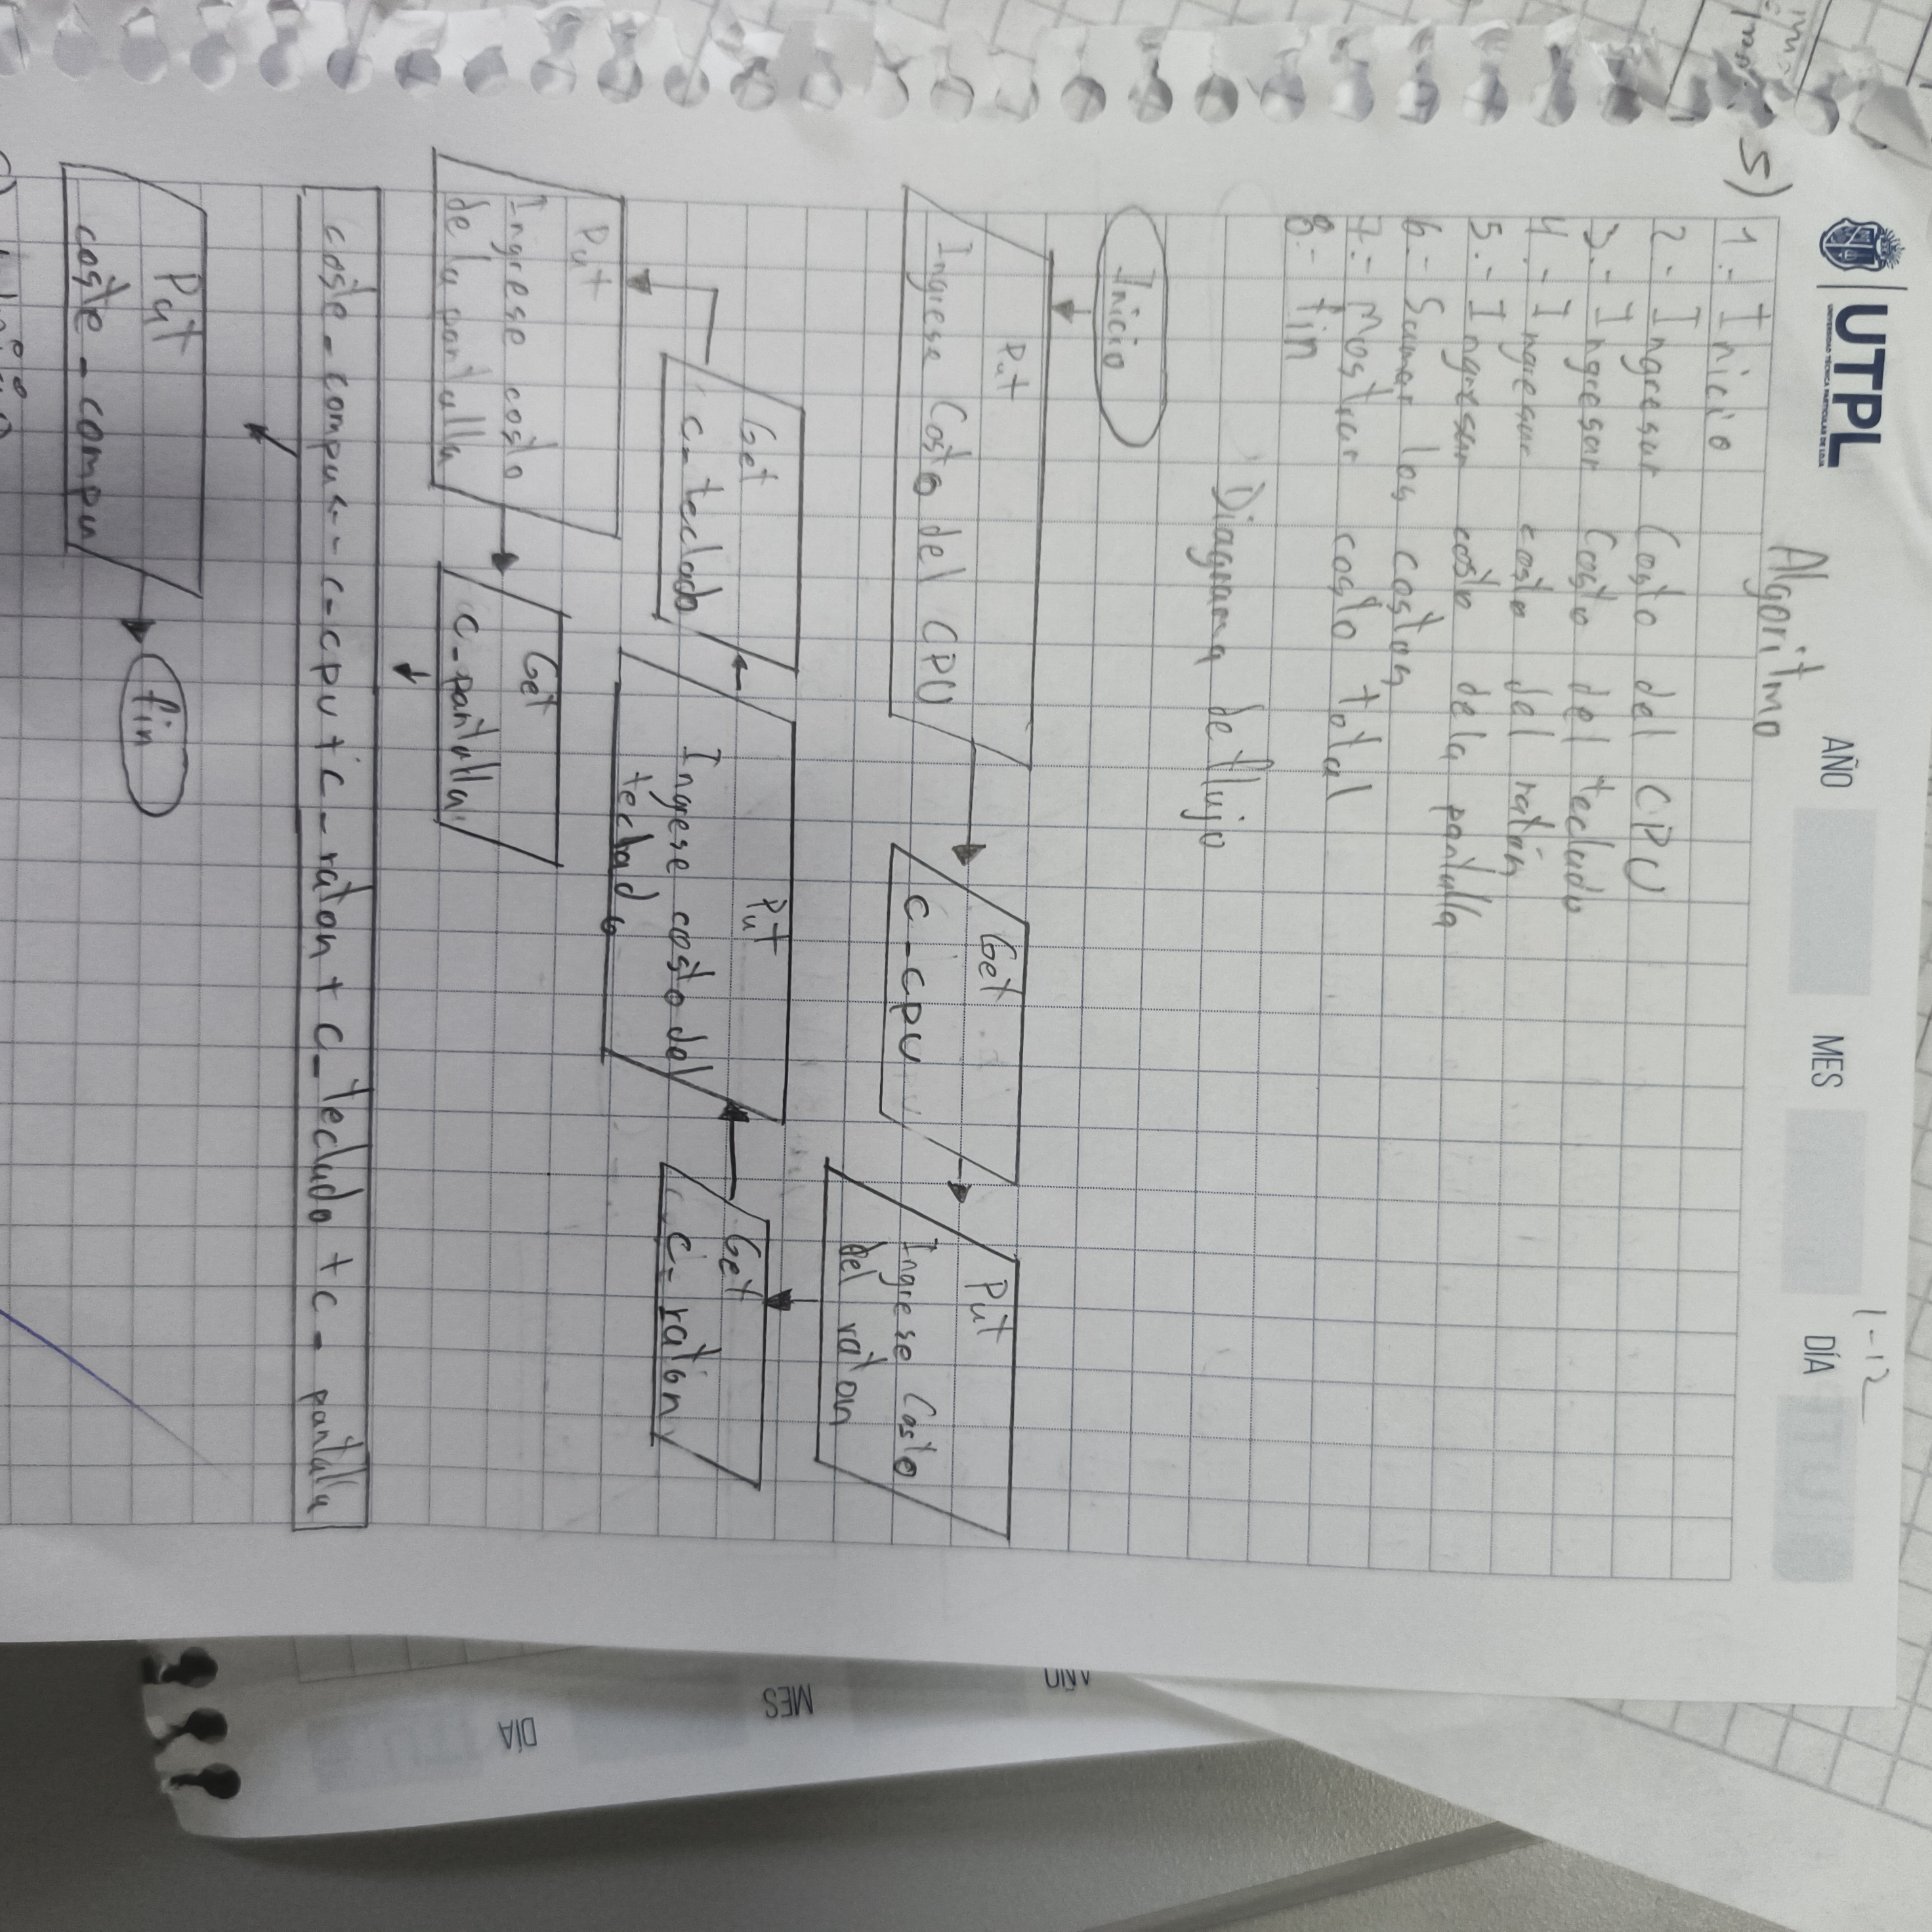 UTPL
UNIVERSIDAD TÉCNICA PARTICULAR DE LOJA
AÑO MES DÍA
1-12
5)
Algoritmo
1.- Inicio
2.- Ingresar Costo del CPU
3.- Ingresar Costo del teclado
4.- Ingresar costo del ratón
5.- Ingresar costo de la pantalla
6.- Sumar los costos
7.- Mostrar costo total
8.- fin
Diagrama de flujo
Inicio
Put
Ingrese Costo del CPU
Get
c_cpu
Put
Ingrese Costo
del raton
Get
c_ratón
Put
Ingrese costo del
teclado
Get
c_teclado
Put
Ingrese costo
de la pantalla
Get
c_pantalla
coste_compu <-- c_cpu + c_raton + c_teclado + c_pantalla
Put
coste_compu
fin
AÑO
MES
DÍA